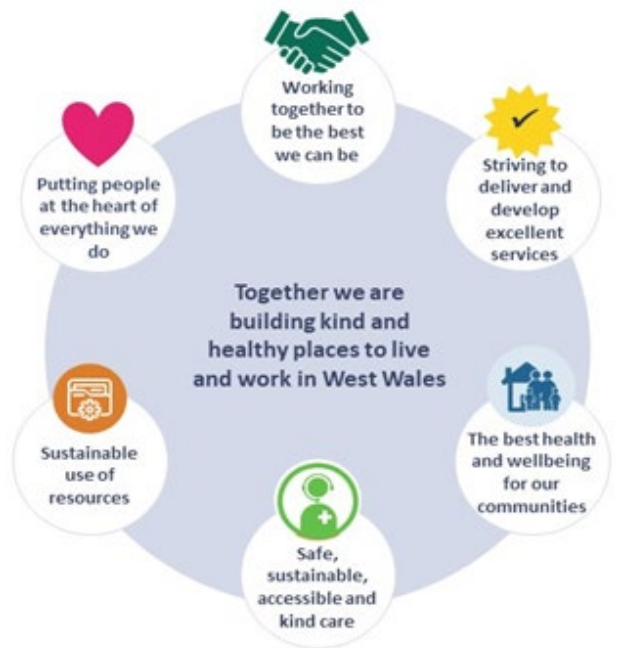 Working
together to
be the best
we can be
Striving to
deliver and
develop
excellent
services
The best health
and wellbeing
for our
communities
Safe,
sustainable,
accessible and
kind care
Sustainable
use of
resources
Putting people
at the heart of
everything we
do
Together we are
building kind and
healthy places to live
and work in West Wales